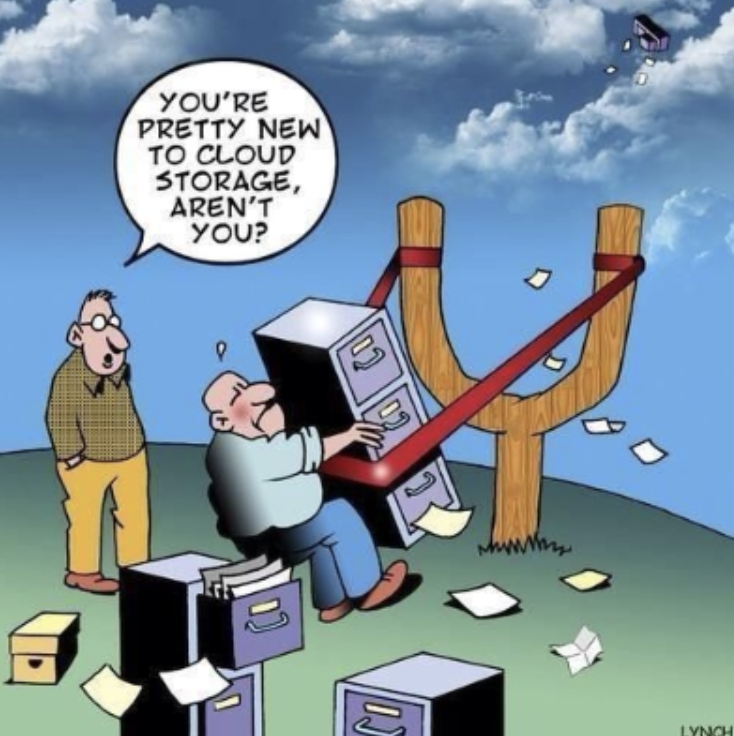 YOU'RE
PRETTY NEW
TO CLOUD
STORAGE,
AREN'T
YOU?
LYNCH